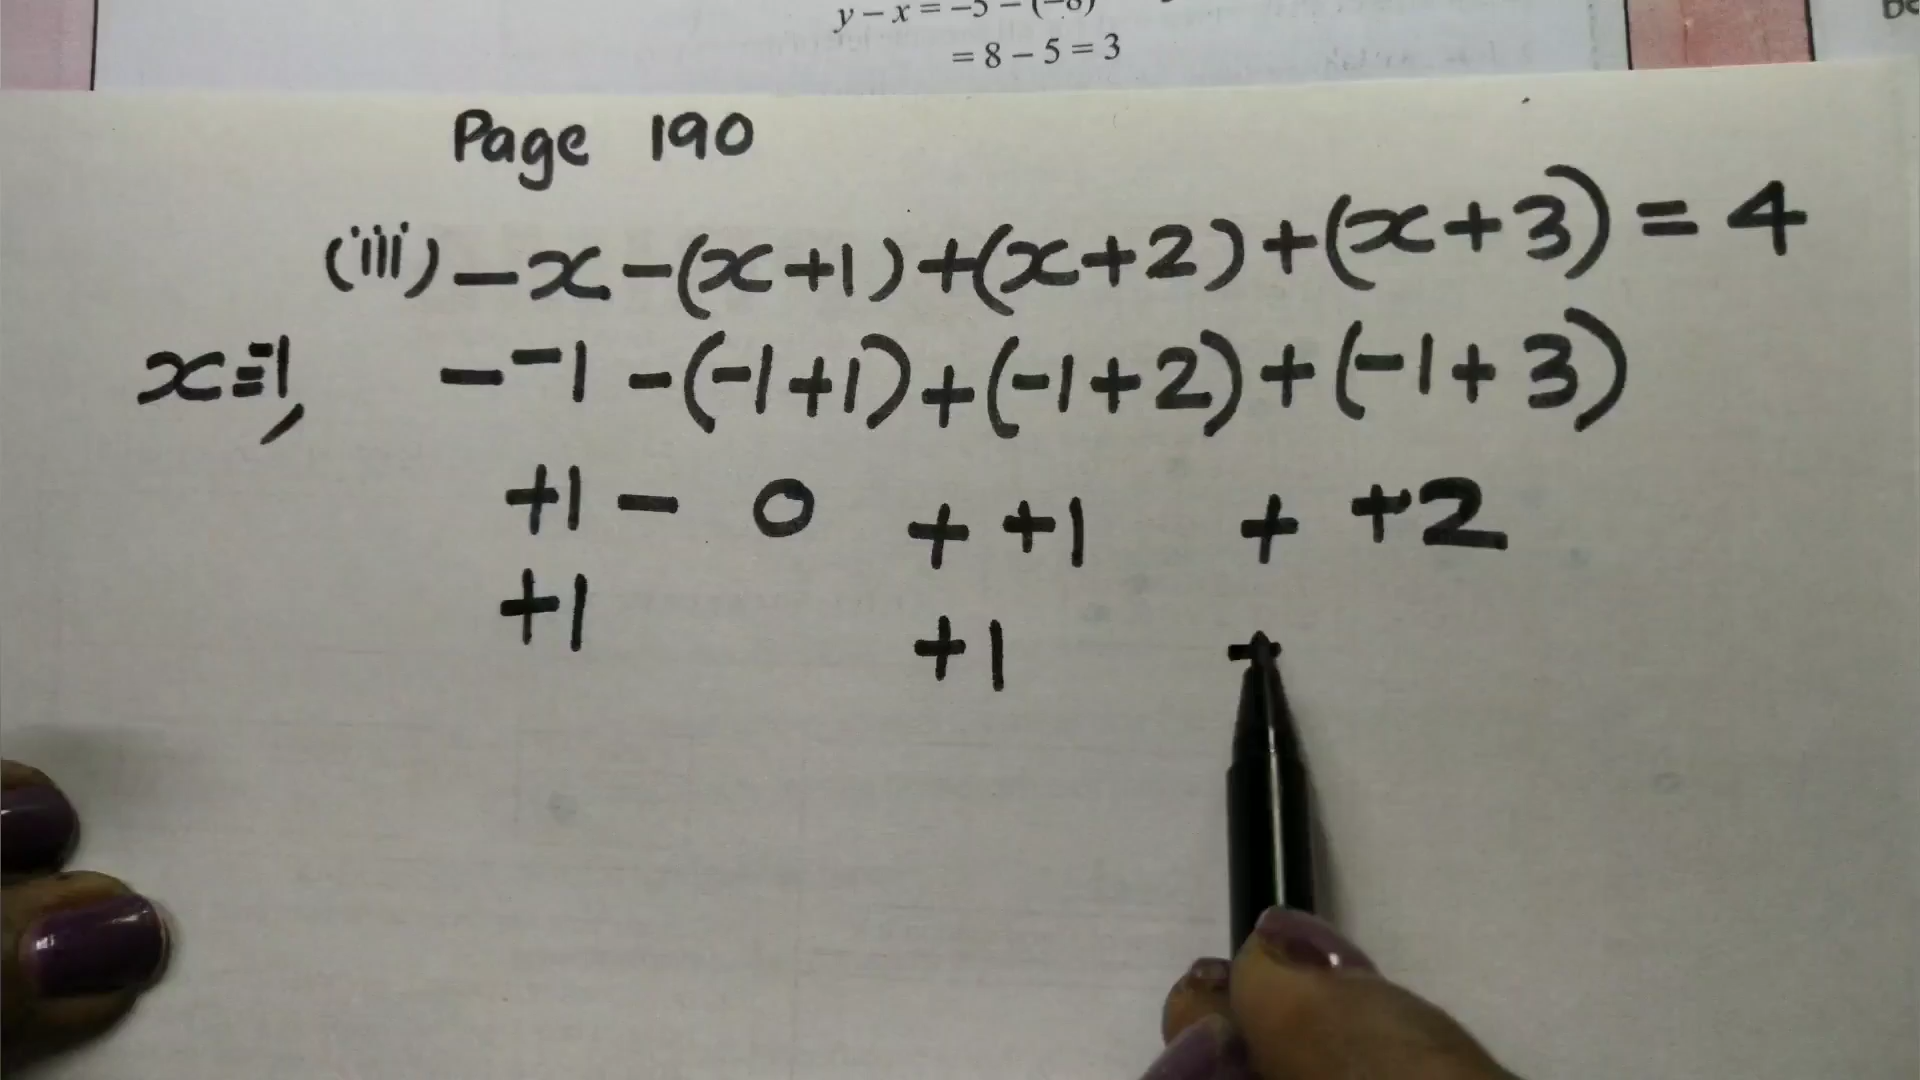 y − x = −5 − (−8)
= 8 − 5 = 3
Page 190
(iii) −x −(x+1) +(x+2) +(x+3) = 4
x=-1, − -1 −(-1+1) +(-1+2) +(-1+3)
+1 − 0 + +1 + +2
+1 +1 +